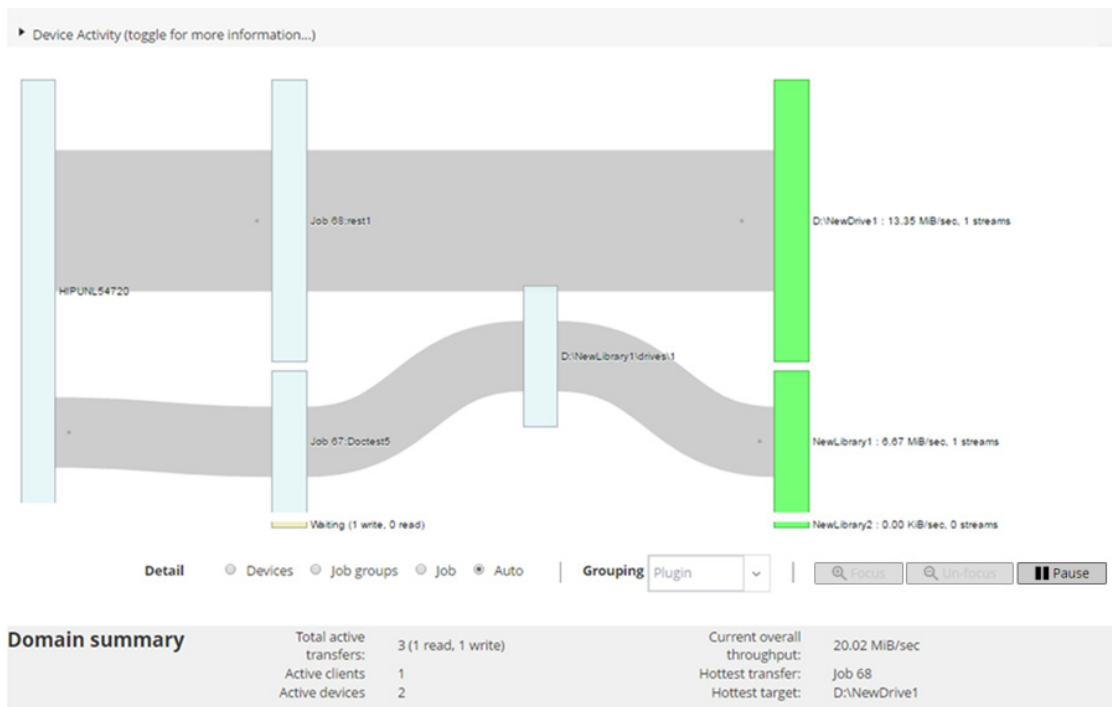 Device Activity (toggle for more information...)
Job 68:rest1
D:\NewDrive1 : 13.35 MiB/sec, 1 streams
HIPUNL54720
D:\NewLibrary1\drives\1
Job 67:Doctest5
NewLibrary1 : 6.67 MiB/sec, 1 streams
Waiting (1 write, 0 read)
NewLibrary2 : 0.00 KiB/sec, 0 streams
Detail Devices Job groups Job Auto | Grouping Plugin | Focus Un-focus Pause
Domain summary
Total active transfers: 3 (1 read, 1 write)
Active clients 1
Active devices 2
Current overall throughput: 20.02 MiB/sec
Hottest transfer: Job 68
Hottest target: D:\NewDrive1